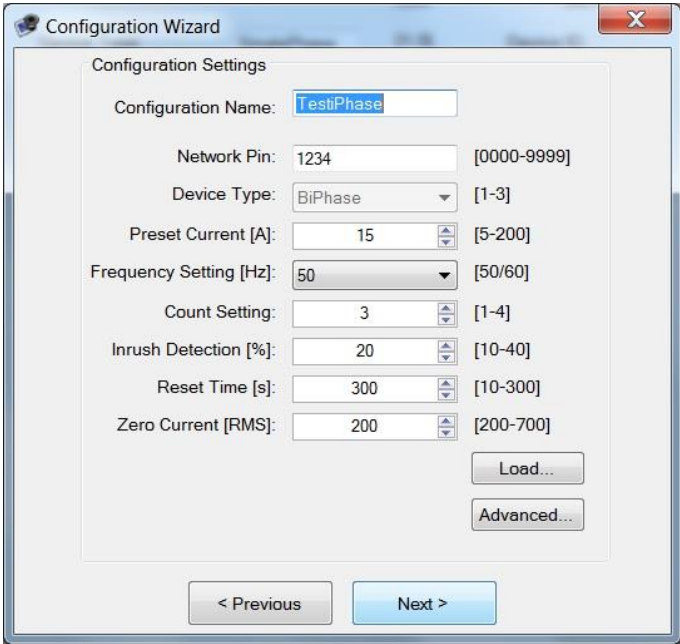 Configuration Wizard
Configuration Settings
Configuration Name: TestiPhase
Network Pin: 1234 [0000-9999]
Device Type: BiPhase [1-3]
Preset Current [A]: 15 [5-200]
Frequency Setting [Hz]: 50 [50/60]
Count Setting: 3 [1-4]
Inrush Detection [%]: 20 [10-40]
Reset Time [s]: 300 [10-300]
Zero Current [RMS]: 200 [200-700]
Load...
Advanced...
< Previous Next >